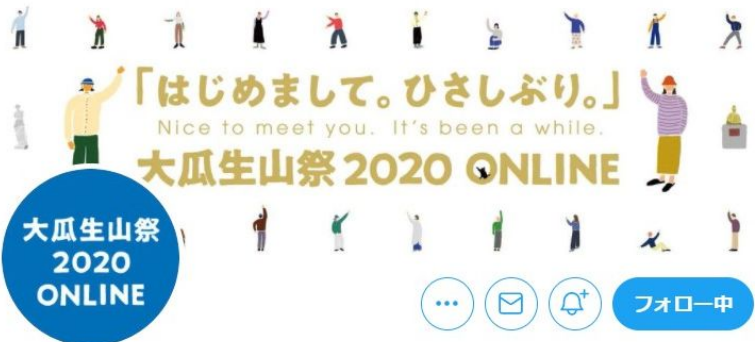 「はじめまして。ひさしぶり。」
Nice to meet you. It's been a while.
大瓜生山祭 2020 ONLINE
大瓜生山祭
2020
ONLINE
フォロー中